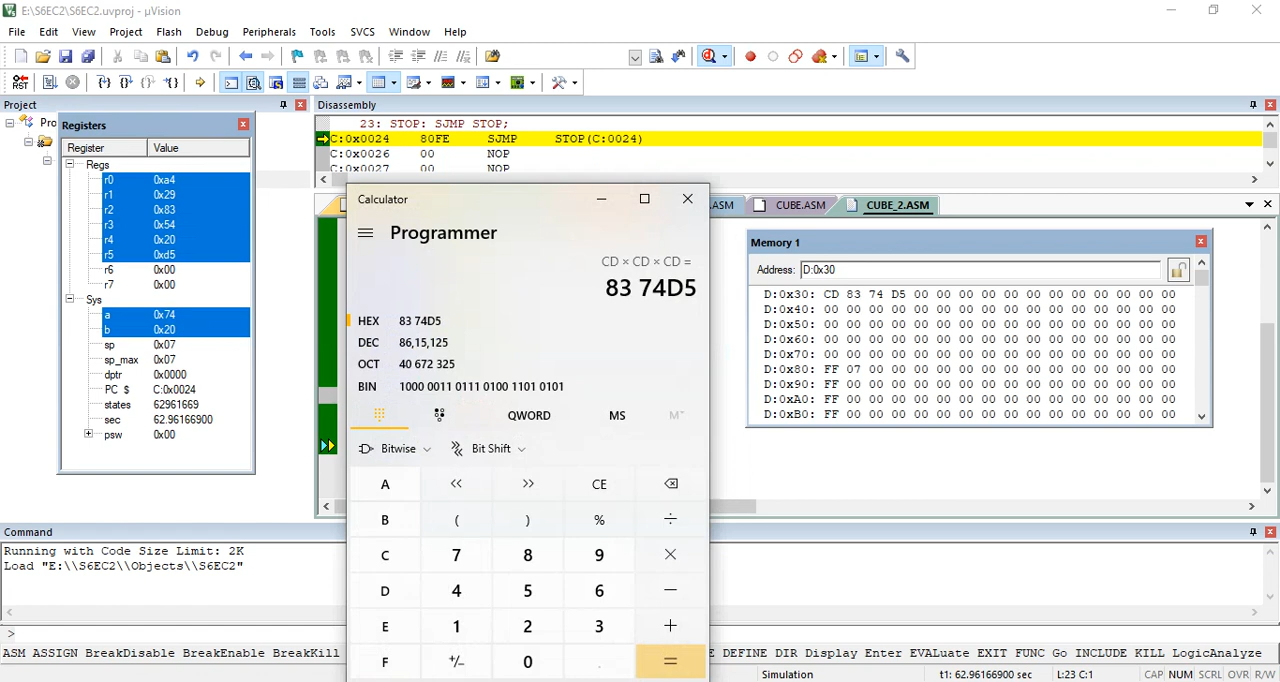 E:\S6EC2\S6EC2.uvproj - µVision
File Edit View Project Flash Debug Peripherals Tools SVCS Window Help
RST
Project
Pro
Registers
Register Value
Regs
r0 0xa4
r1 0x29
r2 0x83
r3 0x54
r4 0x20
r5 0xd5
r6 0x00
r7 0x00
Sys
a 0x74
b 0x20
sp 0x07
sp_max 0x07
dptr 0x0000
PC $ C:0x0024
states 62961669
sec 62.96166900
psw 0x00
Disassembly
23: STOP: SJMP STOP;
C:0x0024 80FE SJMP STOP(C:0024)
C:0x0026 00 NOP
C:0x0027 00 NOP
.ASM CUBE.ASM CUBE_2.ASM
Calculator
Programmer
CD × CD × CD =
83 74D5
HEX 83 74D5
DEC 86,15,125
OCT 40 672 325
BIN 1000 0011 0111 0100 1101 0101
QWORD MS M˅
Bitwise Bit Shift
A << >> CE
B ( ) % ÷
C 7 8 9 ×
D 4 5 6 −
E 1 2 3 +
F +/− 0 . =
Memory 1
Address: D:0x30
D:0x30: CD 83 74 D5 00 00 00 00 00 00 00 00 00 00 00 00
D:0x40: 00 00 00 00 00 00 00 00 00 00 00 00 00 00 00 00
D:0x50: 00 00 00 00 00 00 00 00 00 00 00 00 00 00 00 00
D:0x60: 00 00 00 00 00 00 00 00 00 00 00 00 00 00 00 00
D:0x70: 00 00 00 00 00 00 00 00 00 00 00 00 00 00 00 00
D:0x80: FF 07 00 00 00 00 00 00 00 00 00 00 00 00 00 00
D:0x90: FF 00 00 00 00 00 00 00 00 00 00 00 00 00 00 00
D:0xA0: FF 00 00 00 00 00 00 00 00 00 00 00 00 00 00 00
D:0xB0: FF 00 00 00 00 00 00 00 00 00 00 00 00 00 00 00
Command
Running with Code Size Limit: 2K
Load "E:\\S6EC2\\Objects\\S6EC2"
>
ASM ASSIGN BreakDisable BreakEnable BreakKill E DEFINE DIR Display Enter EVALuate EXIT FUNC Go INCLUDE KILL LogicAnalyze
Simulation t1: 62.96166900 sec L:23 C:1 CAP NUM SCRL OVR R/W